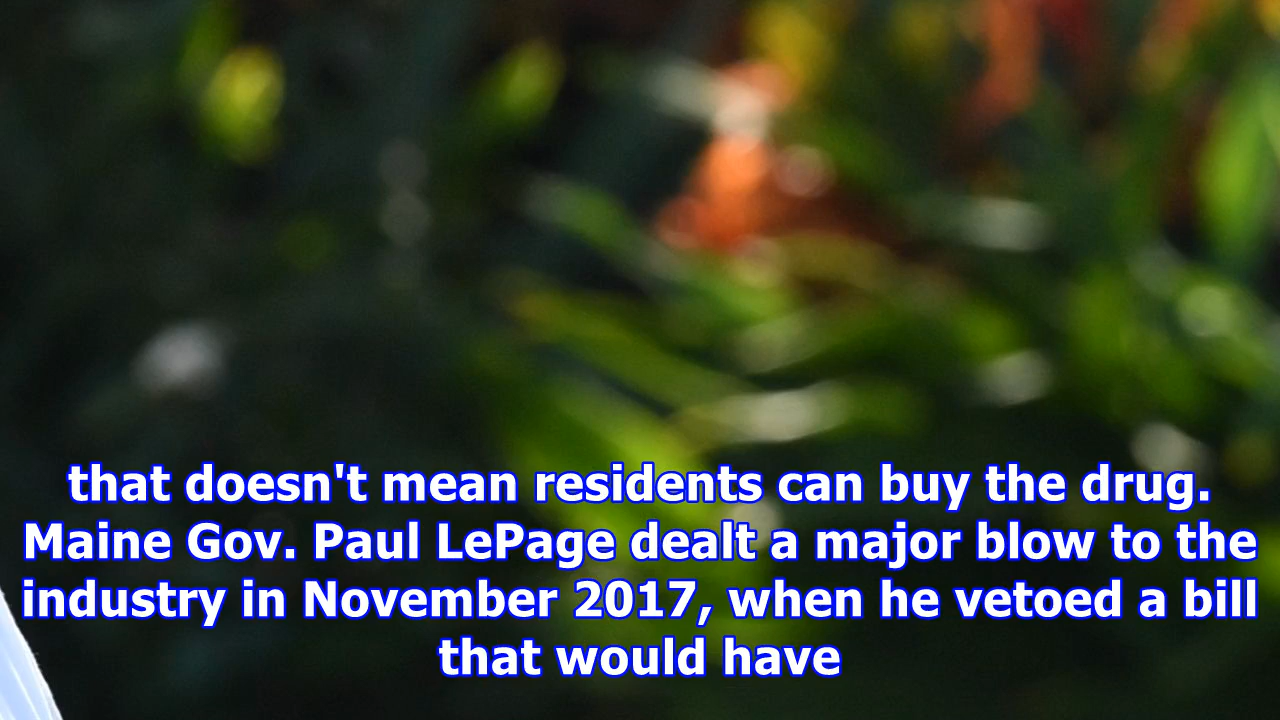 that doesn't mean residents can buy the drug.
Maine Gov. Paul LePage dealt a major blow to the
industry in November 2017, when he vetoed a bill
that would have